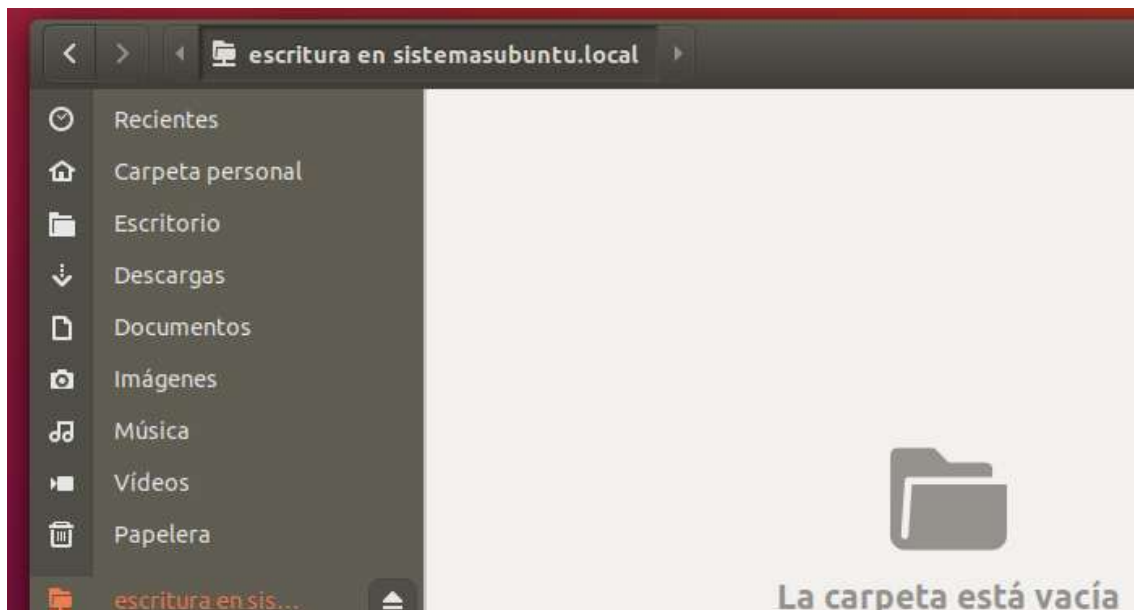 escritura en sistemasubuntu.local
Recientes
Carpeta personal
Escritorio
Descargas
Documentos
Imágenes
Música
Vídeos
Papelera
escritura en sis...
La carpeta está vacía